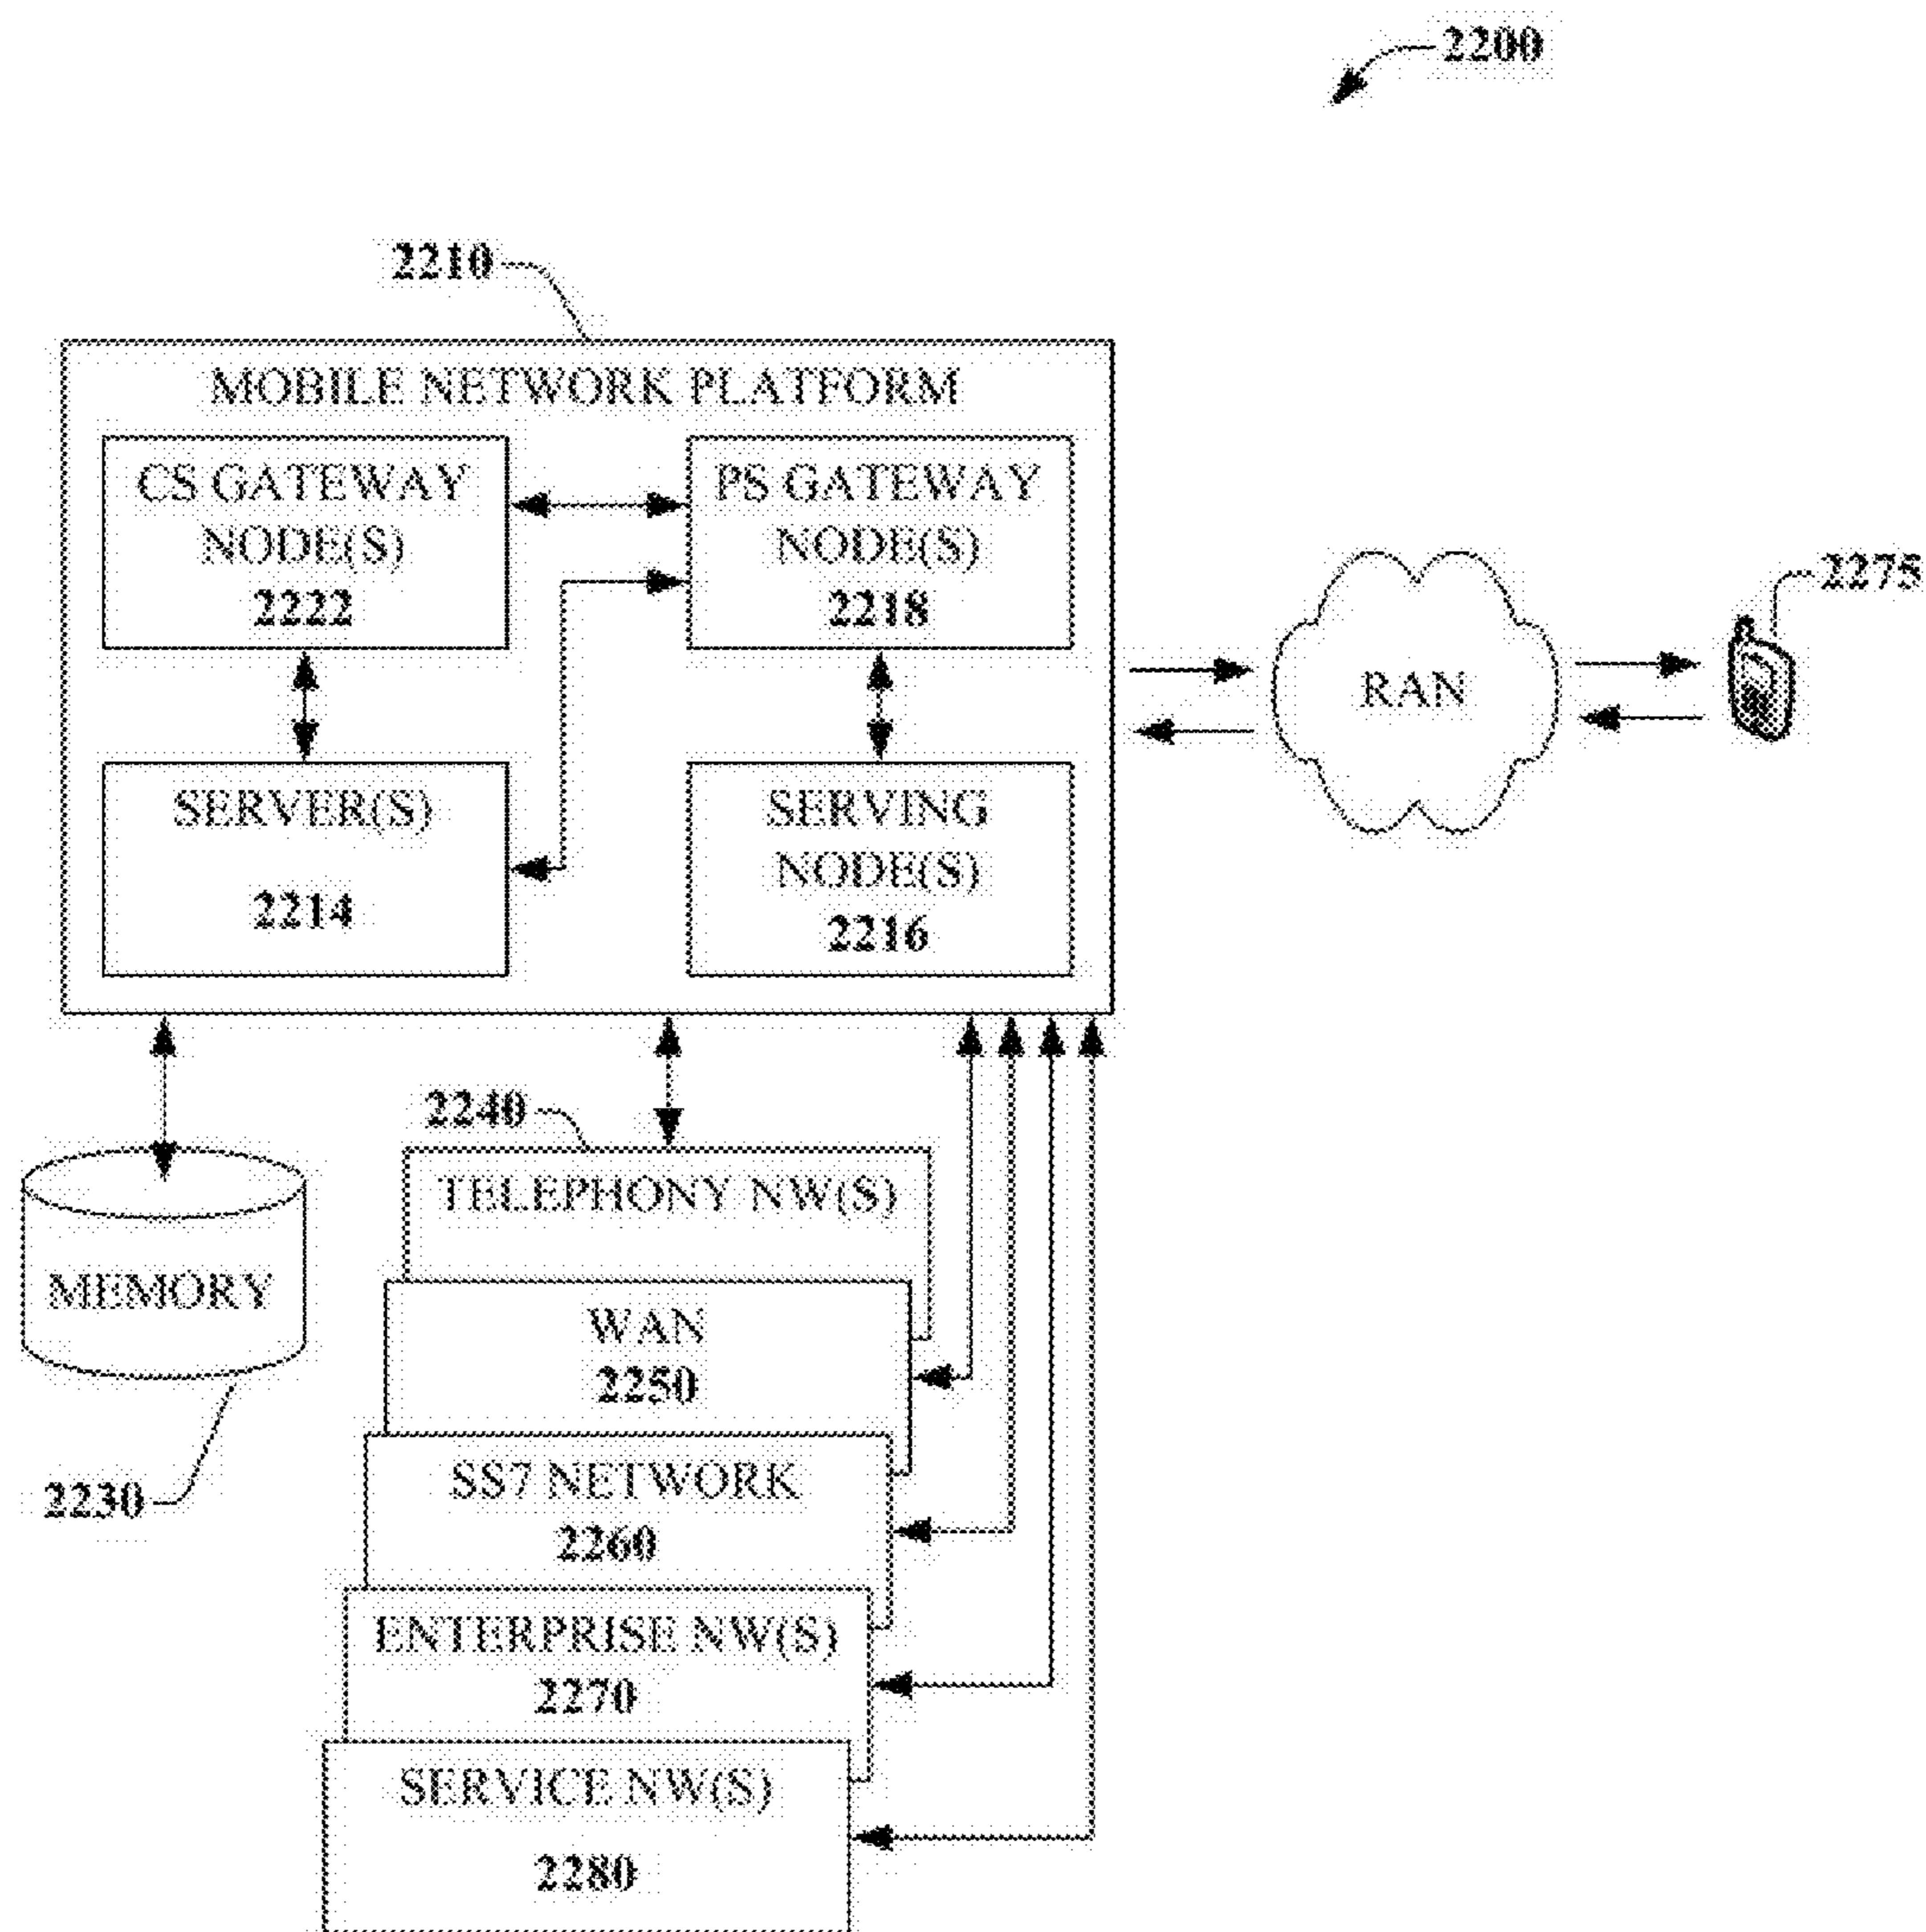 2200
2210
MOBILE NETWORK PLATFORM
CS GATEWAY
NODE(S)
2222
PS GATEWAY
NODE(S)
2218
2275
RAN
SERVER(S)
2214
SERVING
NODE(S)
2216
2240
TELEPHONY NW(S)
MEMORY
2230
WAN
2250
SS7 NETWORK
2260
ENTERPRISE NW(S)
2270
SERVICE NW(S)
2280